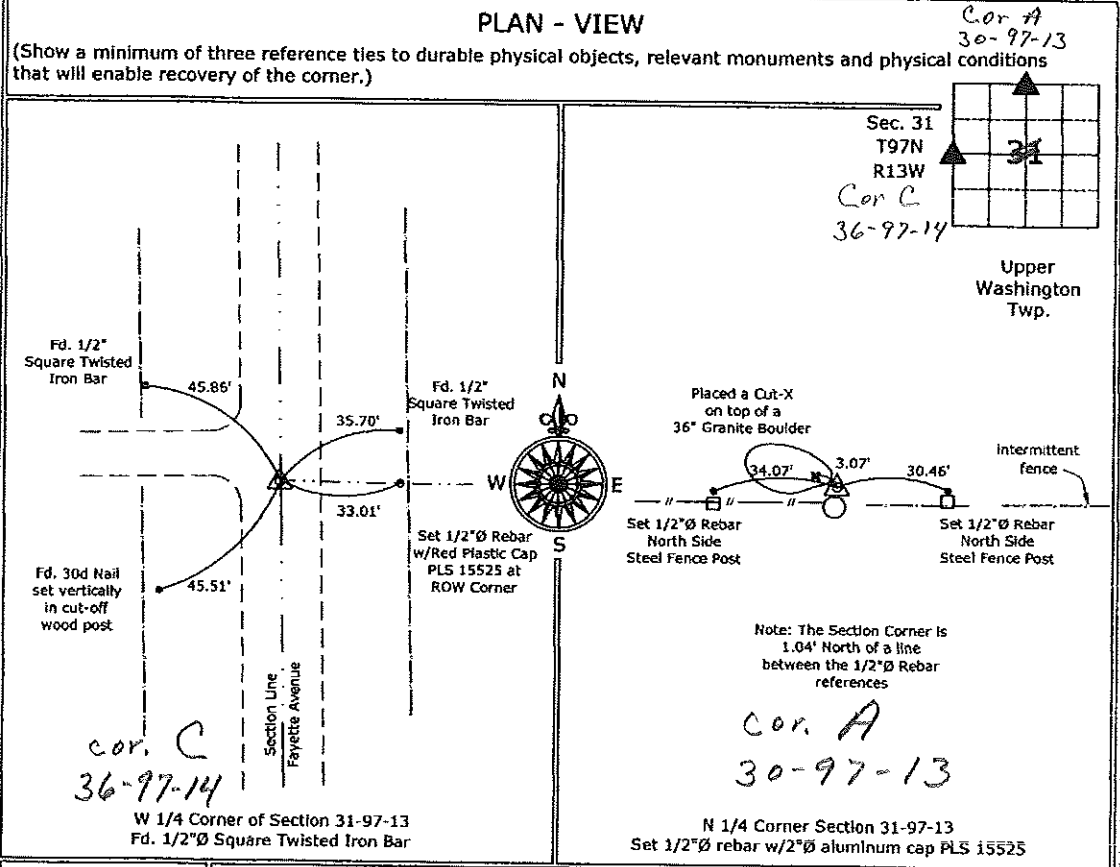 PLAN - VIEW
Cor A
30-97-13
(Show a minimum of three reference ties to durable physical objects, relevant monuments and physical conditions
that will enable recovery of the corner.)
Sec. 31
T97N
R13W
Cor C
36-97-14
31
Upper
Washington
Twp.
Fd. 1/2"
Square Twisted
Iron Bar
45.86'
35.70'
Fd. 1/2"
Square Twisted
Iron Bar
33.01'
45.51'
Fd. 30d Nail
set vertically
in cut-off
wood post
Set 1/2"Ø Rebar
w/Red Plastic Cap
PLS 15525 at
ROW Corner
Section Line
Fayette Avenue
cor. C
36-97-14
W 1/4 Corner of Section 31-97-13
Fd. 1/2"Ø Square Twisted Iron Bar
N
W
E
S
Placed a Cut-X
on top of a
36" Granite Boulder
34.07'
3.07'
30.46'
Intermittent
fence
Set 1/2"Ø Rebar
North Side
Steel Fence Post
Set 1/2"Ø Rebar
North Side
Steel Fence Post
Note: The Section Corner is
1.04' North of a line
between the 1/2"Ø Rebar
references
Cor. A
30-97-13
N 1/4 Corner Section 31-97-13
Set 1/2"Ø rebar w/2"Ø aluminum cap PLS 15525